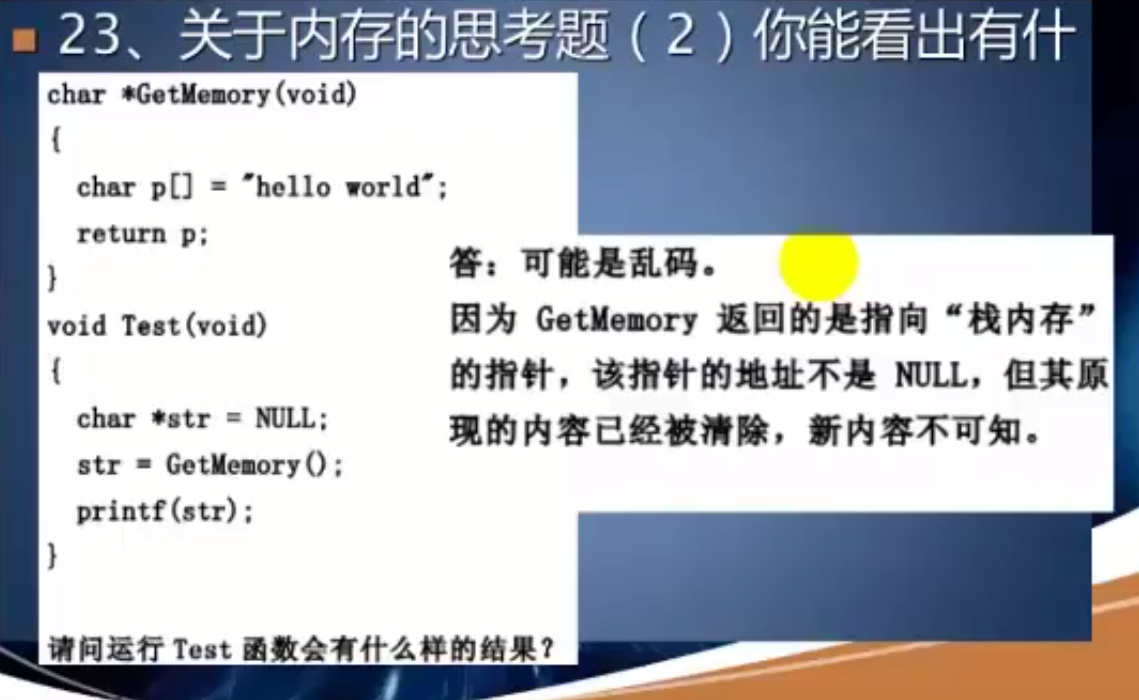 23、关于内存的思考题（2）你能看出有什
char *GetMemory(void)
{
char p[] = "hello world";
return p;
}
void Test(void)
{
char *str = NULL;
str = GetMemory();
printf(str);
}
请问运行 Test 函数会有什么样的结果？
答：可能是乱码。
因为 GetMemory 返回的是指向“栈内存”
的指针，该指针的地址不是 NULL，但其原
现的内容已经被清除，新内容不可知。